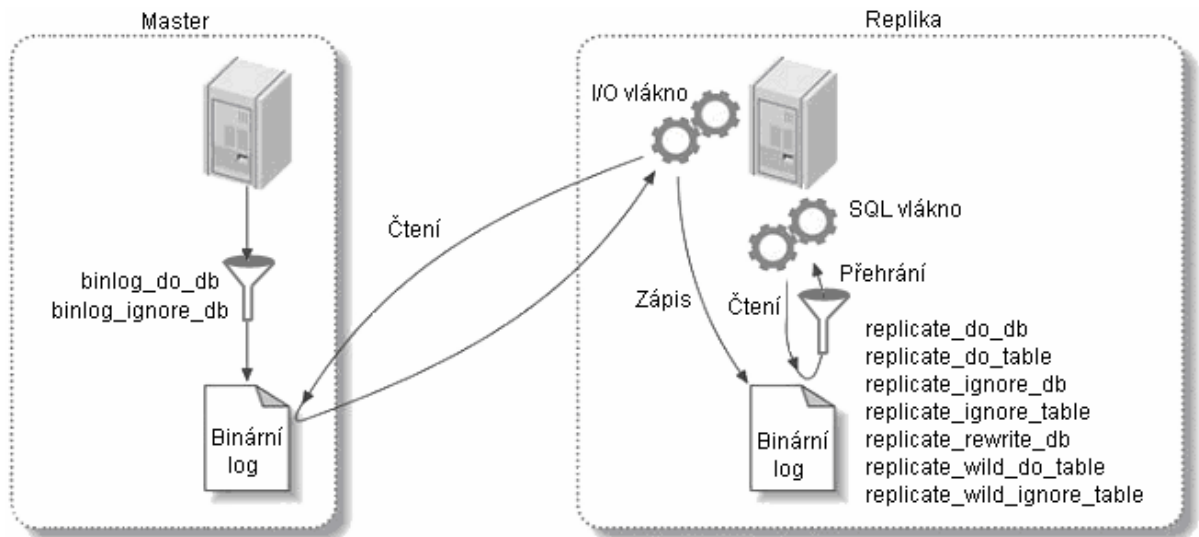 Master
Replika
I/O vlákno
SQL vlákno
Čtení
binlog_do_db
binlog_ignore_db
Zápis
Čtení
Přehrání
replicate_do_db
replicate_do_table
replicate_ignore_db
replicate_ignore_table
replicate_rewrite_db
replicate_wild_do_table
replicate_wild_ignore_table
Binární
log
Binární
log